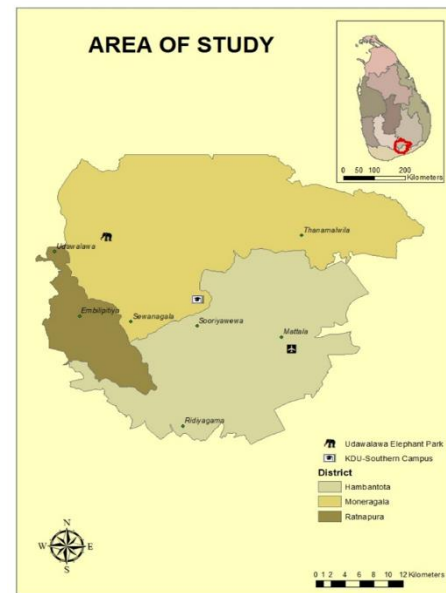 AREA OF STUDY
0 50 100 200
Kilometers
Thanamalwila
Udawalawa
Embilipitiya
Sewanagala
Sooriyawewa
Mattala
Ridiyagama
Udawalawa Elephant Park
KDU-Southern Campus
District
Hambantota
Moneragala
Ratnapura
N
W E
S
0 1 2 4 6 8 10 12 Kilometers